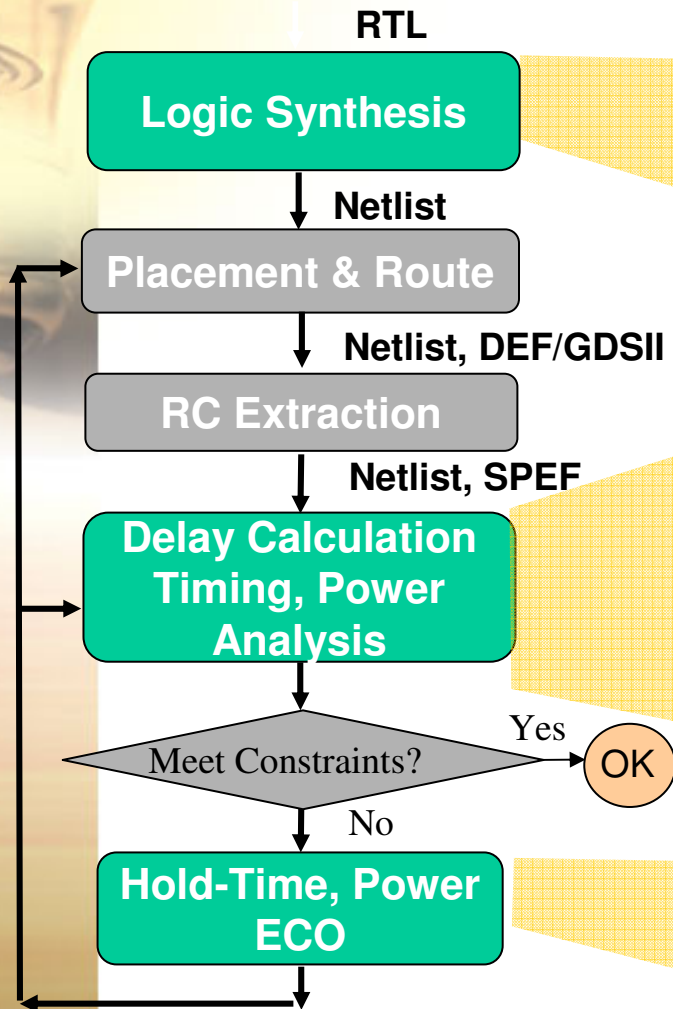 RTL
Logic Synthesis
Netlist
Placement & Route
Netlist, DEF/GDSII
RC Extraction
Netlist, SPEF
Delay Calculation
Timing, Power
Analysis
Meet Constraints?
Yes
OK
No
Hold-Time, Power
ECO